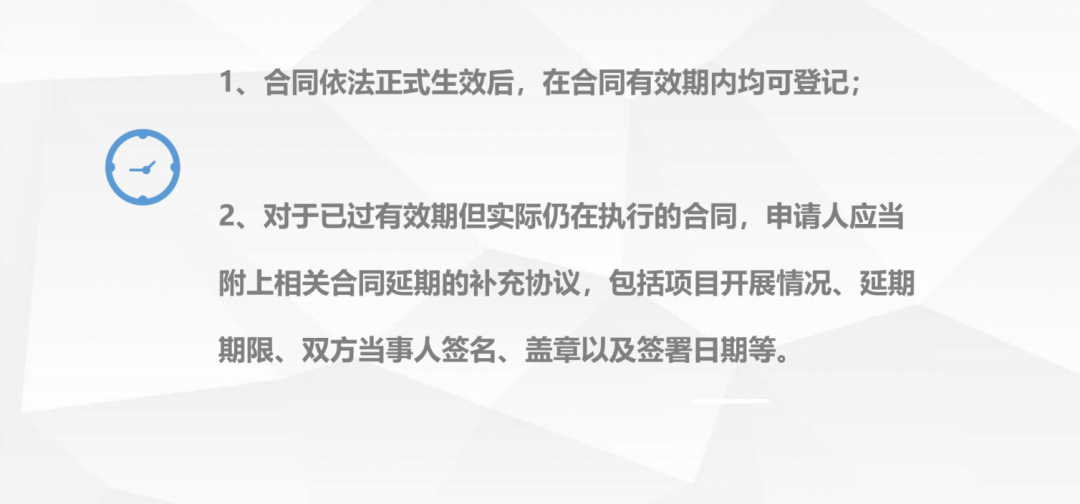 1、合同依法正式生效后，在合同有效期内均可登记；
2、对于已过有效期但实际仍在执行的合同，申请人应当
附上相关合同延期的补充协议，包括项目开展情况、延期
期限、双方当事人签名、盖章以及签署日期等。